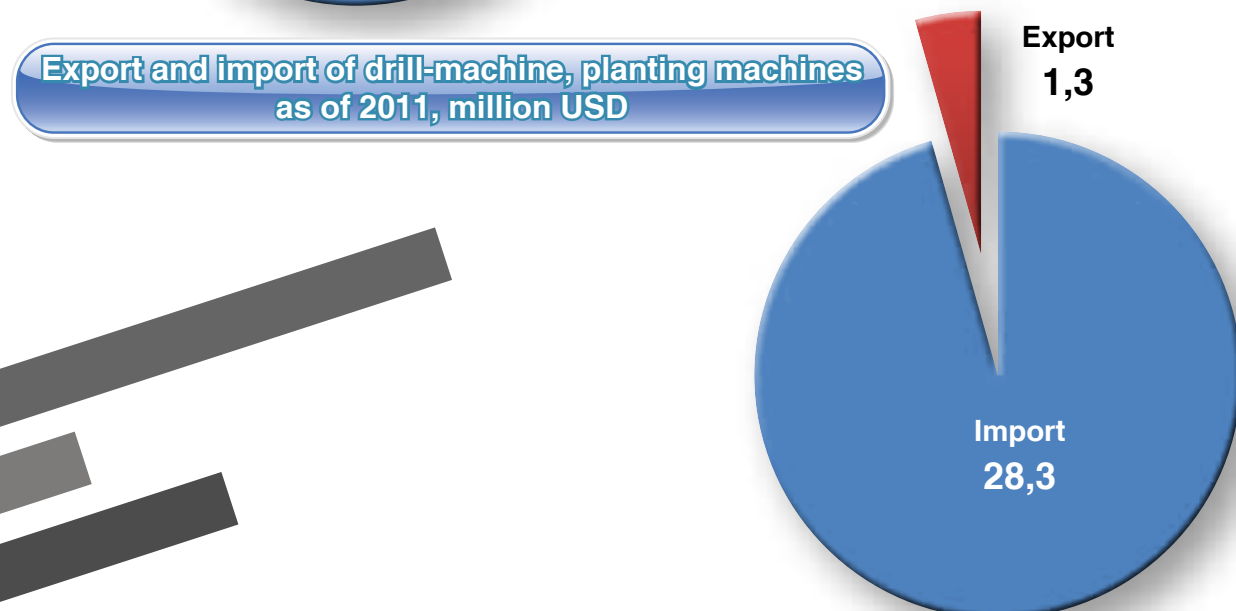 Export and import of drill-machine, planting machines
as of 2011, million USD
Export
1,3
Import
28,3